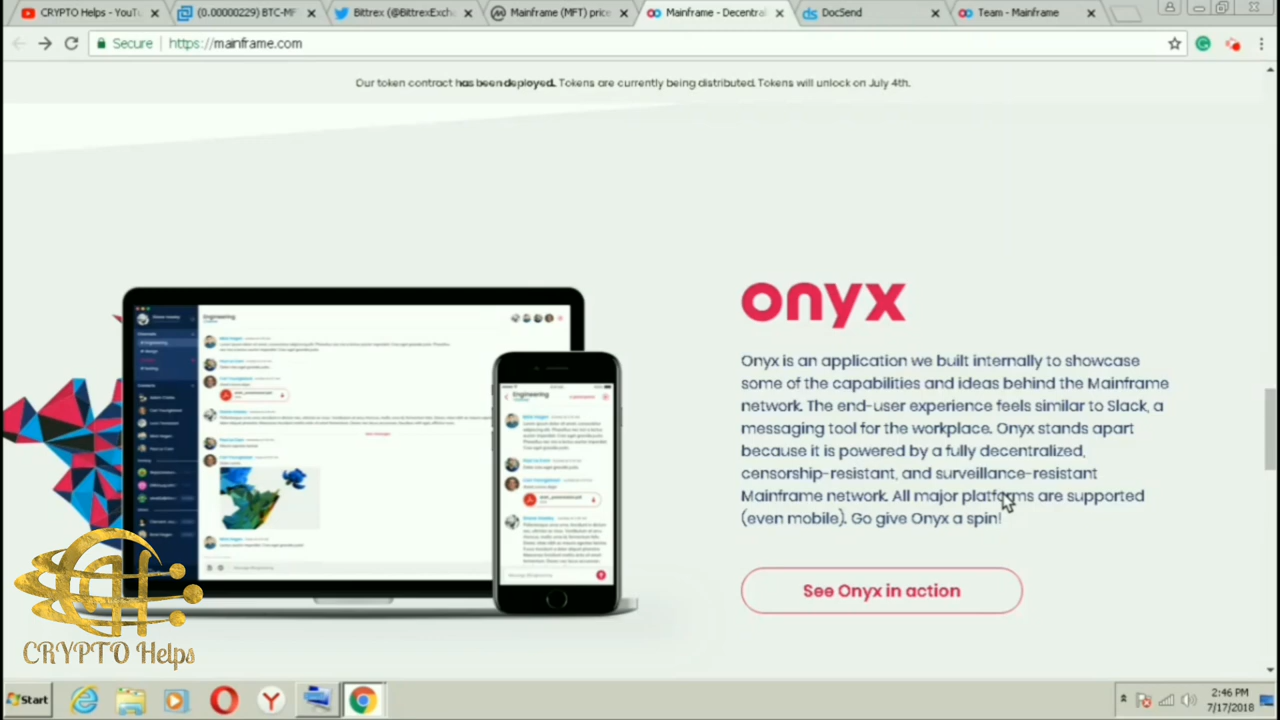 CRYPTO Helps - YouTu
(0.00000229) BTC-MF
Bittrex (@BittrexExch
Mainframe (MFT) price
Mainframe - Decentral
DocSend
Team - Mainframe
Secure
https://mainframe.com
Our token contract has been deployed. Tokens are currently being distributed. Tokens will unlock on July 4th.
onyx
Onyx is an application we built internally to showcase
some of the capabilities and ideas behind the Mainframe
network. The end-user experience feels similar to Slack, a
messaging tool for the workplace. Onyx stands apart
because it is powered by a fully decentralized,
censorship-resistant, and surveillance-resistant
Mainframe network. All major platforms are supported
(even mobile). Go give Onyx a spin!
See Onyx in action
Engineering
Engineering
CRYPTO Helps
Start
2:46 PM
7/17/2018